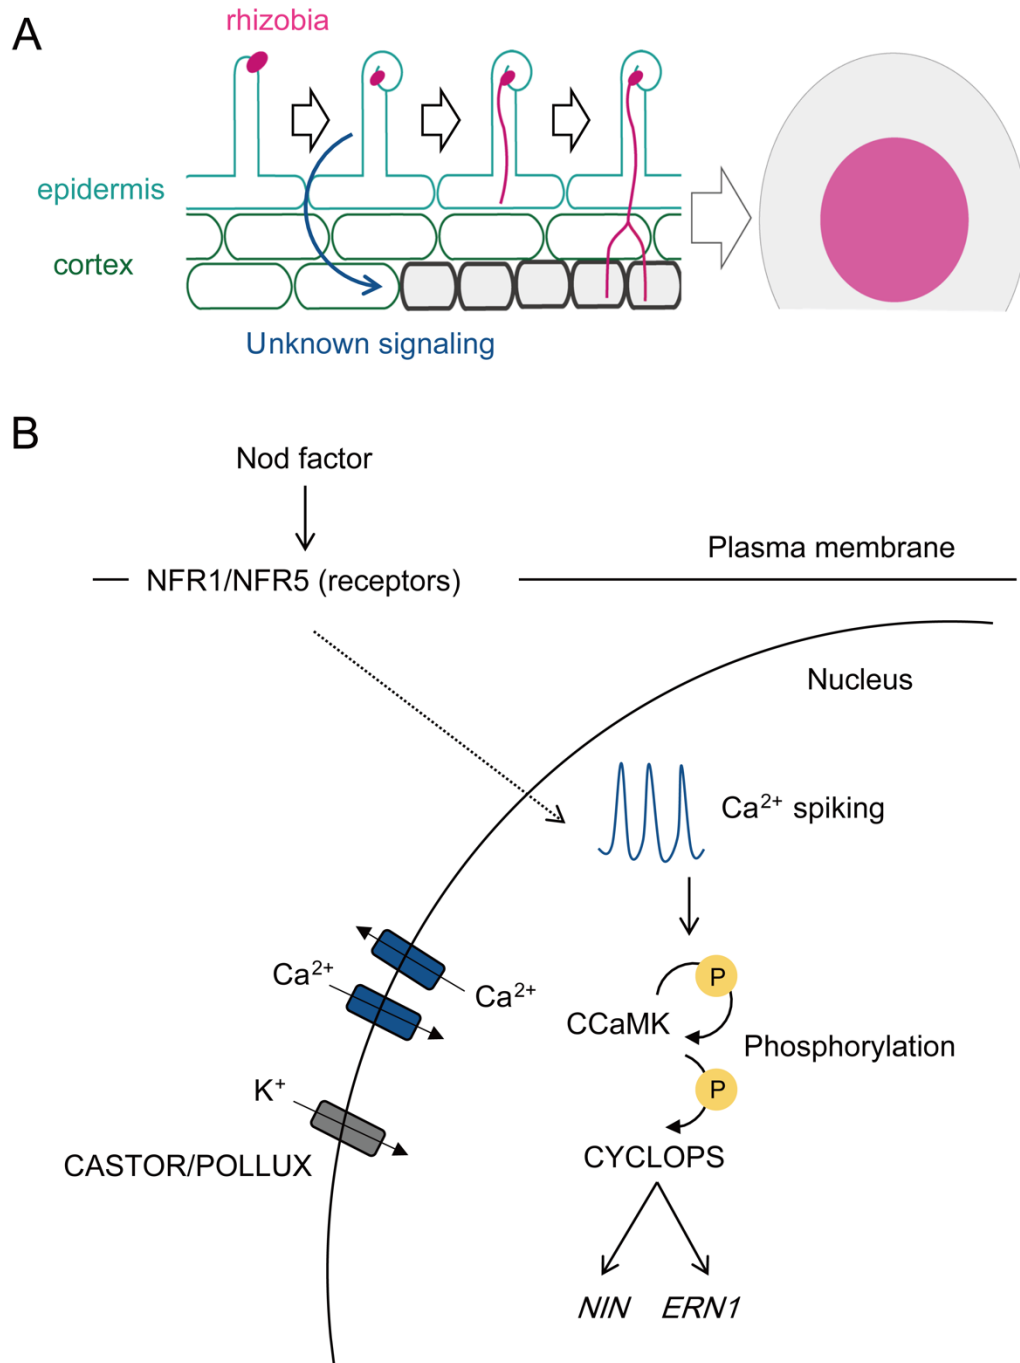 A
rhizobia
epidermis
cortex
Unknown signaling
B
Nod factor
NFR1/NFR5 (receptors)
Plasma membrane
Nucleus
Ca²⁺ spiking
Ca²⁺
Ca²⁺
P
CCaMK
Phosphorylation
P
K⁺
CASTOR/POLLUX
CYCLOPS
NIN ERN1